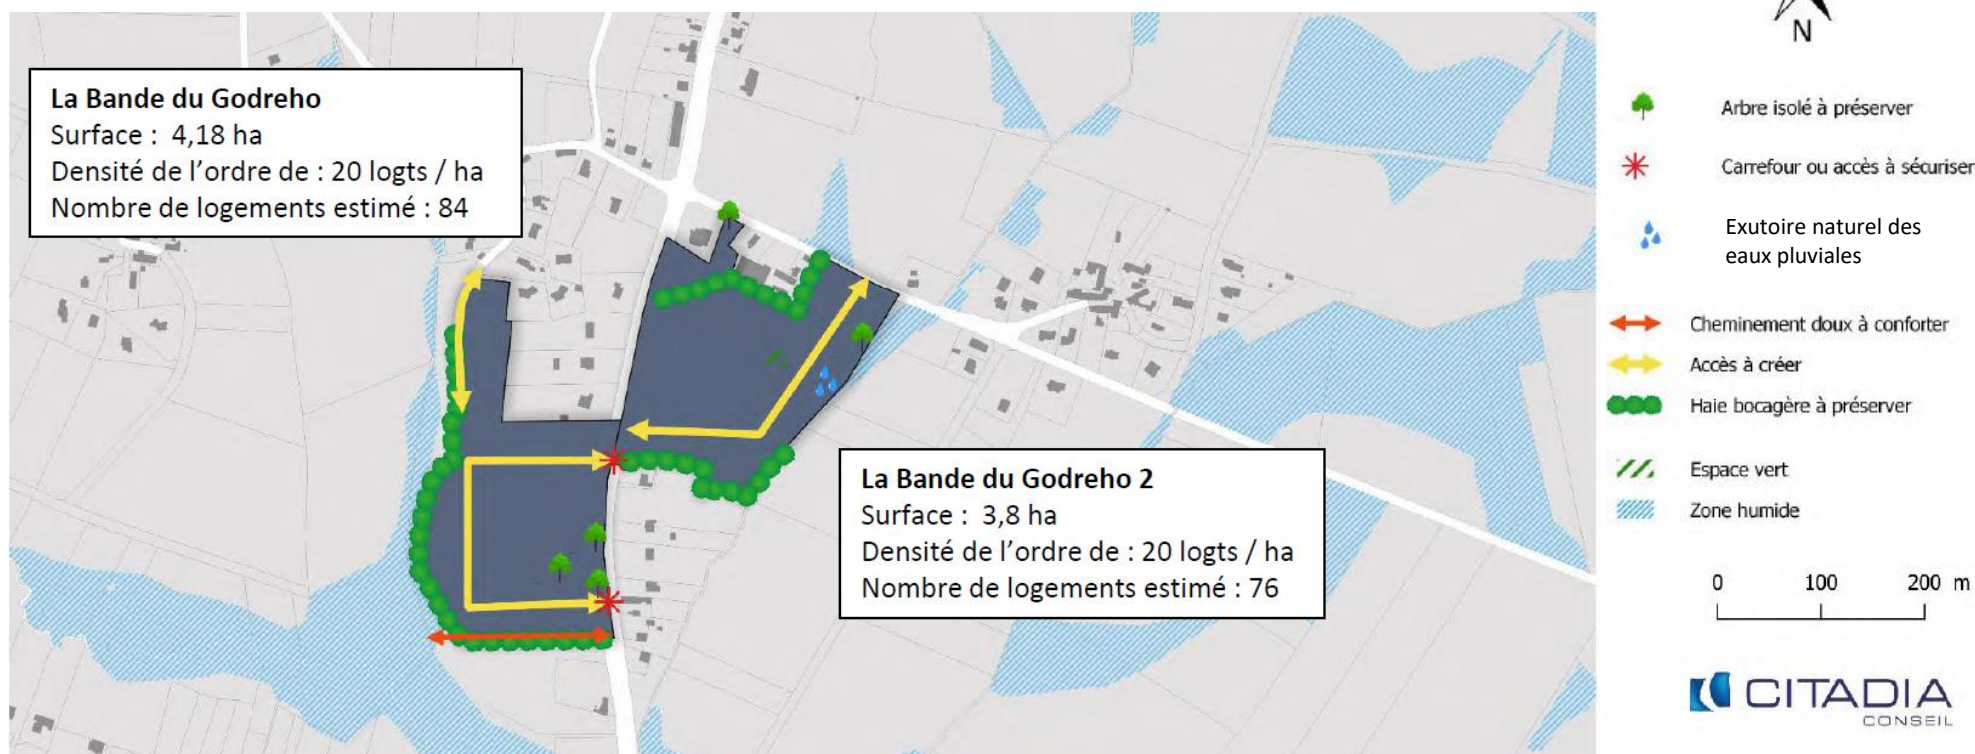 La Bande du Godreho
Surface : 4,18 ha
Densité de l'ordre de : 20 logts / ha
Nombre de logements estimé : 84
La Bande du Godreho 2
Surface : 3,8 ha
Densité de l'ordre de : 20 logts / ha
Nombre de logements estimé : 76
N
Arbre isolé à préserver
Carrefour ou accès à sécuriser
Exutoire naturel des
eaux pluviales
Cheminement doux à conforter
Accès à créer
Haie bocagère à préserver
Espace vert
Zone humide
0 100 200 m
CITADIA
CONSEIL